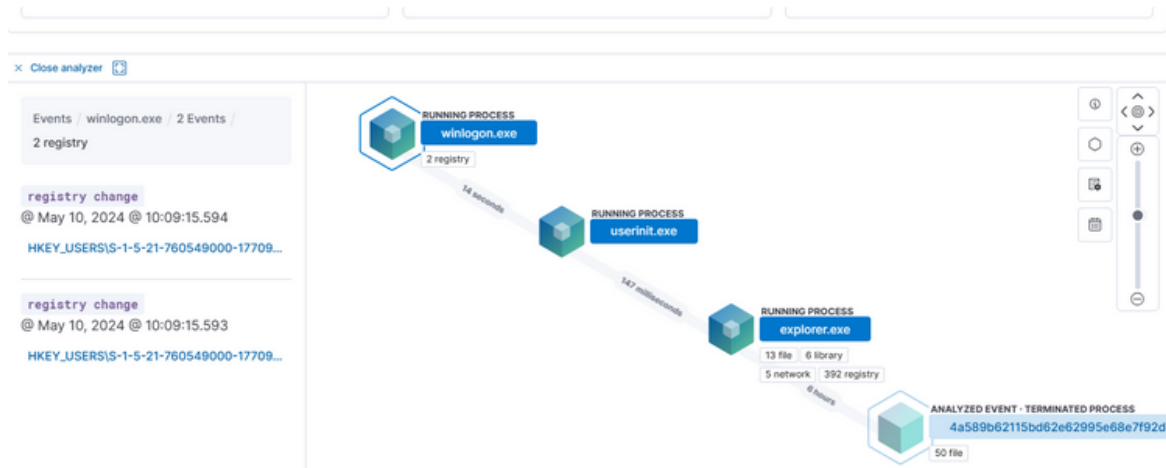 × Close analyzer
Events / winlogon.exe / 2 Events /
2 registry
registry change
@ May 10, 2024 @ 10:09:15.594
HKEY_USERS\S-1-5-21-760549000-17709...
registry change
@ May 10, 2024 @ 10:09:15.593
HKEY_USERS\S-1-5-21-760549000-17709...
RUNNING PROCESS
winlogon.exe
2 registry
14 seconds
RUNNING PROCESS
userinit.exe
147 milliseconds
RUNNING PROCESS
explorer.exe
13 file 6 library
5 network 392 registry
6 hours
ANALYZED EVENT · TERMINATED PROCESS
4a589b62115bd62e62995e68e7f92d
50 file